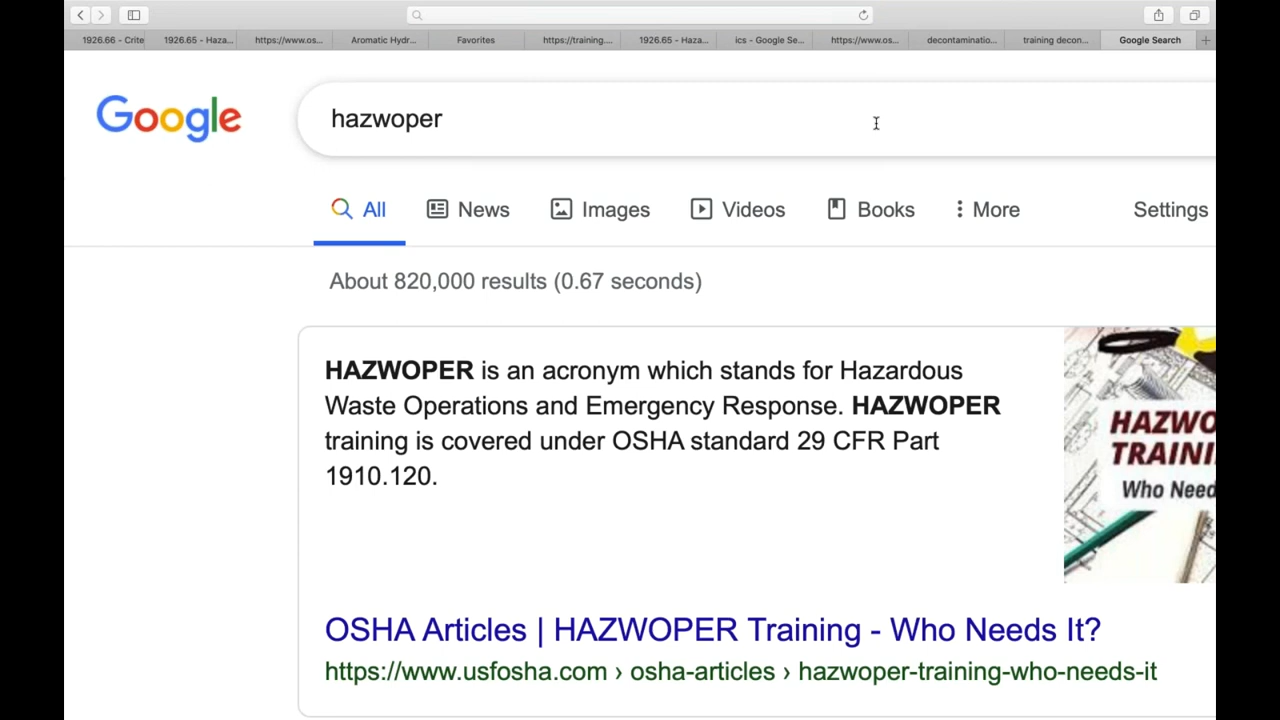 1926.66 - Crite
1926.65 - Haza...
https://www.os...
Aromatic Hydr...
Favorites
https://training....
1926.65 - Haza...
ics - Google Se...
https://www.os...
decontaminatio...
training decon...
Google Search
Google
hazwoper
All
News
Images
Videos
Books
More
Settings
About 820,000 results (0.67 seconds)
HAZWOPER is an acronym which stands for Hazardous
Waste Operations and Emergency Response. HAZWOPER
training is covered under OSHA standard 29 CFR Part
1910.120.
HAZWO
TRAINI
Who Need
OSHA Articles | HAZWOPER Training - Who Needs It?
https://www.usfosha.com › osha-articles › hazwoper-training-who-needs-it